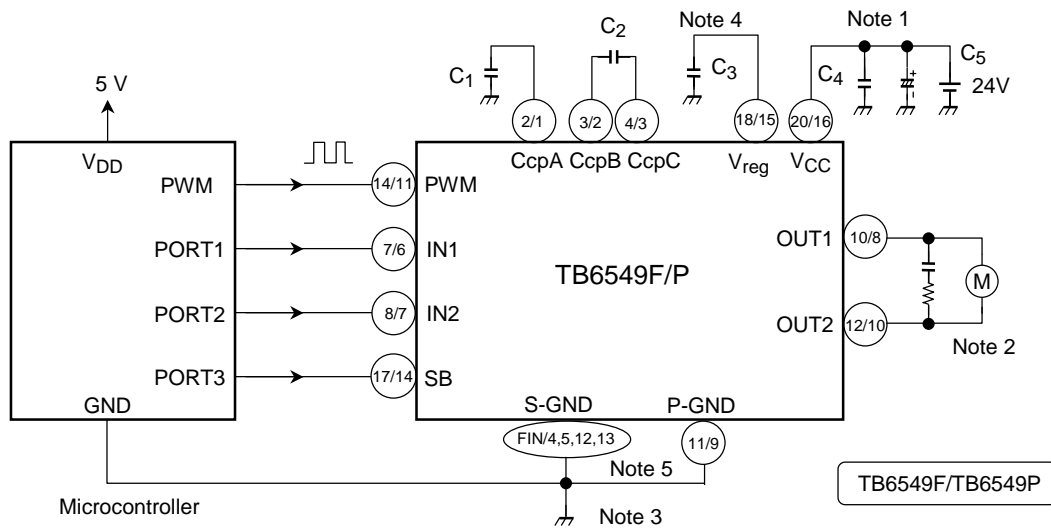 Note 4
Note 1
C2
C1
C3
C4
C5
24V
+
-
5 V
2/1
3/2
4/3
18/15
20/16
VDD
CcpA
CcpB
CcpC
Vreg
VCC
PWM
14/11
PWM
PORT1
7/6
IN1
OUT1
10/8
TB6549F/P
M
PORT2
8/7
IN2
OUT2
12/10
Note 2
PORT3
17/14
SB
GND
S-GND
P-GND
FIN/4,5,12,13
11/9
Note 5
TB6549F/TB6549P
Microcontroller
Note 3